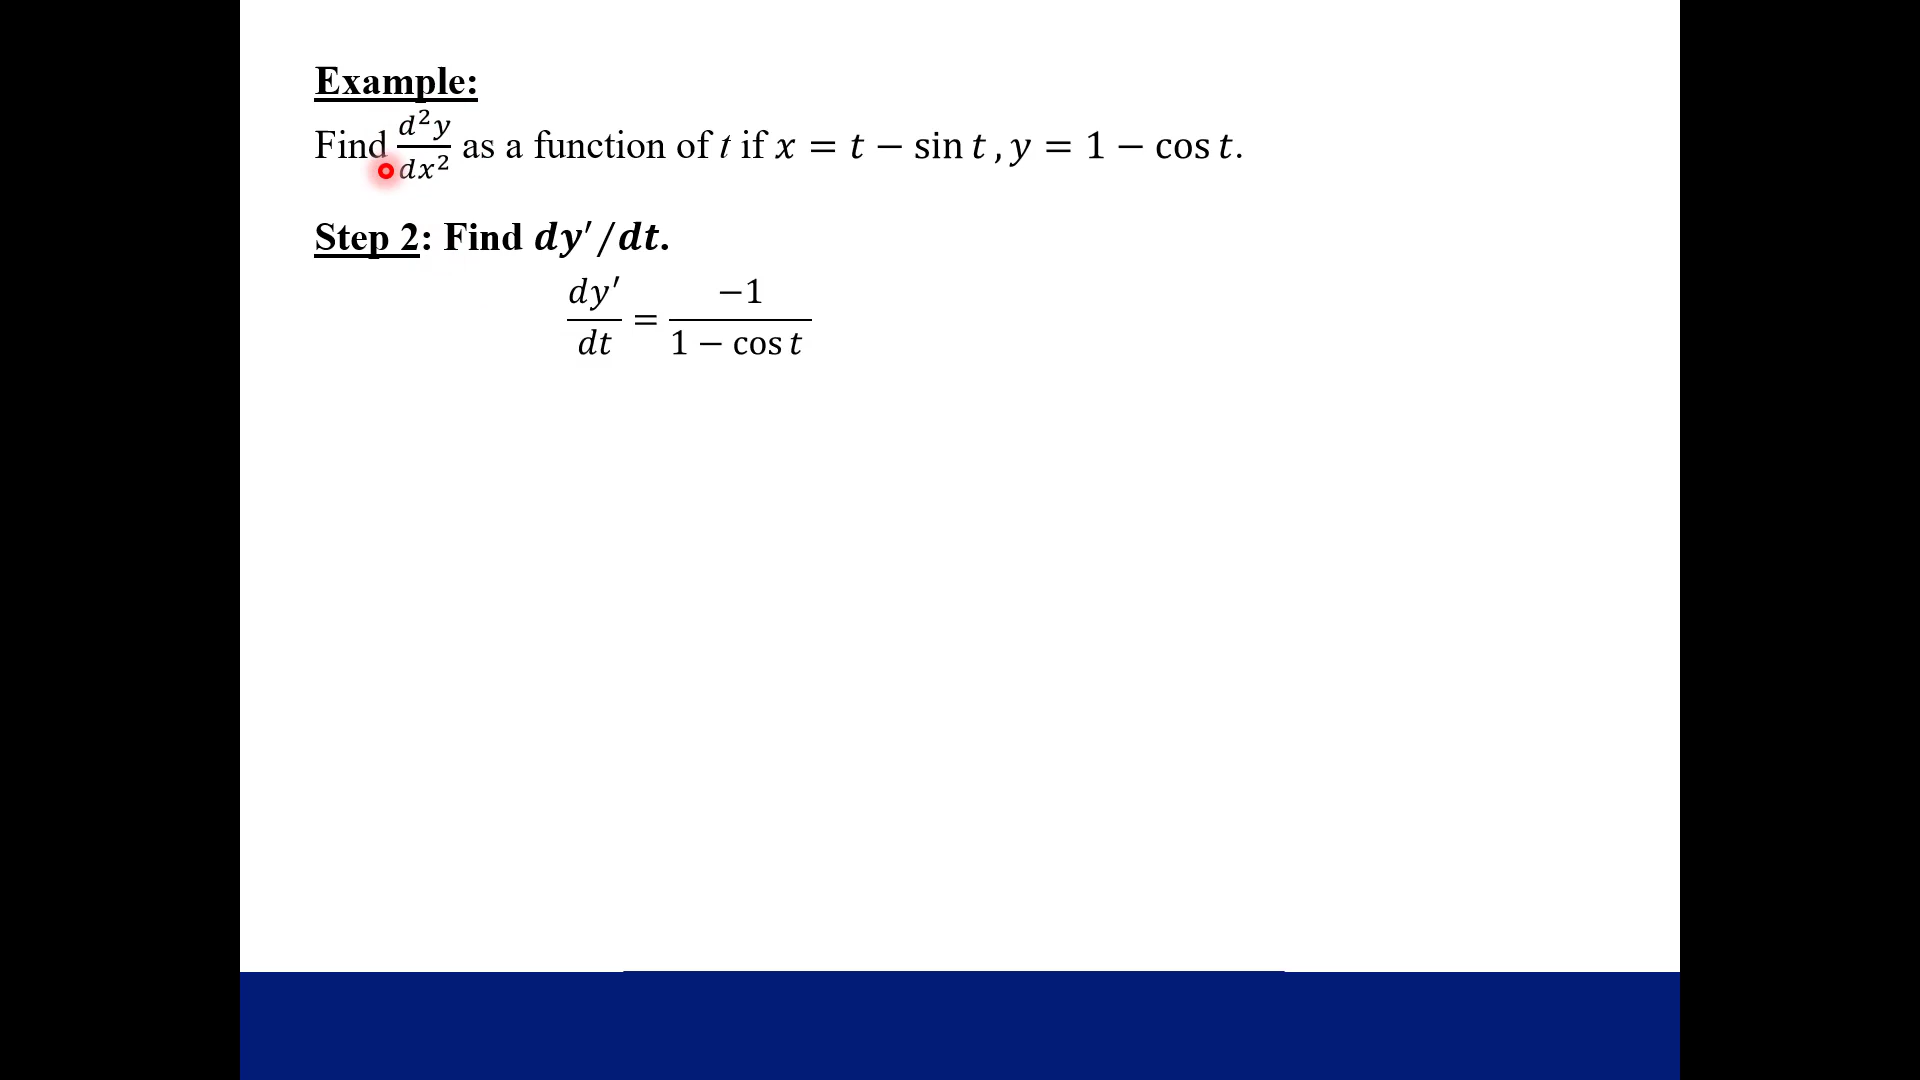 Example:
Find d²y/dx² as a function of t if x = t − sin t , y = 1 − cos t.
Step 2: Find dy′/dt.
dy′/dt = −1/(1 − cos t)